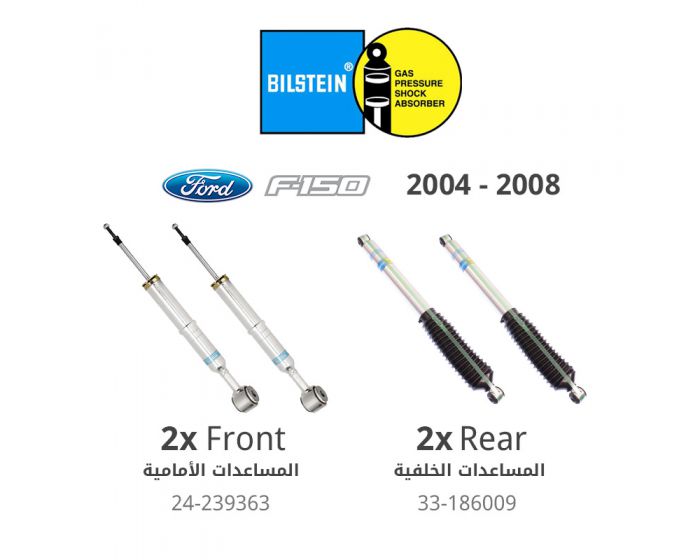 BILSTEIN®
GAS
PRESSURE
SHOCK
ABSORBER
Ford F-150 2004 - 2008
2x Front
المساعدات الأمامية
24-239363
2x Rear
المساعدات الخلفية
33-186009